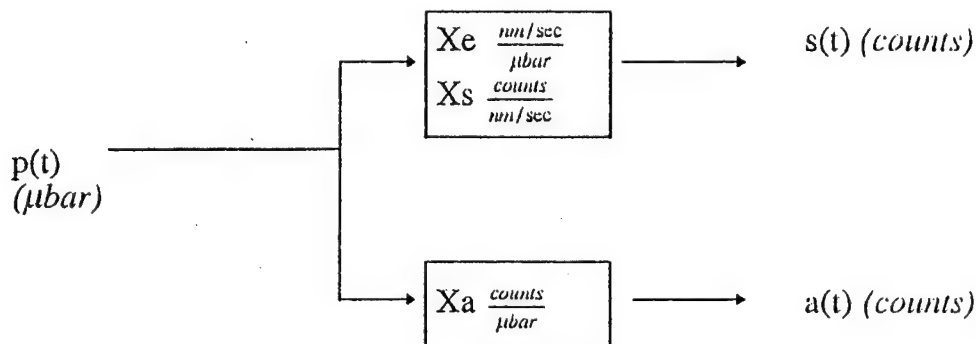 Xe nm/sec / μbar
s(t) (counts)
Xs counts / nm/sec
p(t)
(μbar)
Xa counts / μbar
a(t) (counts)